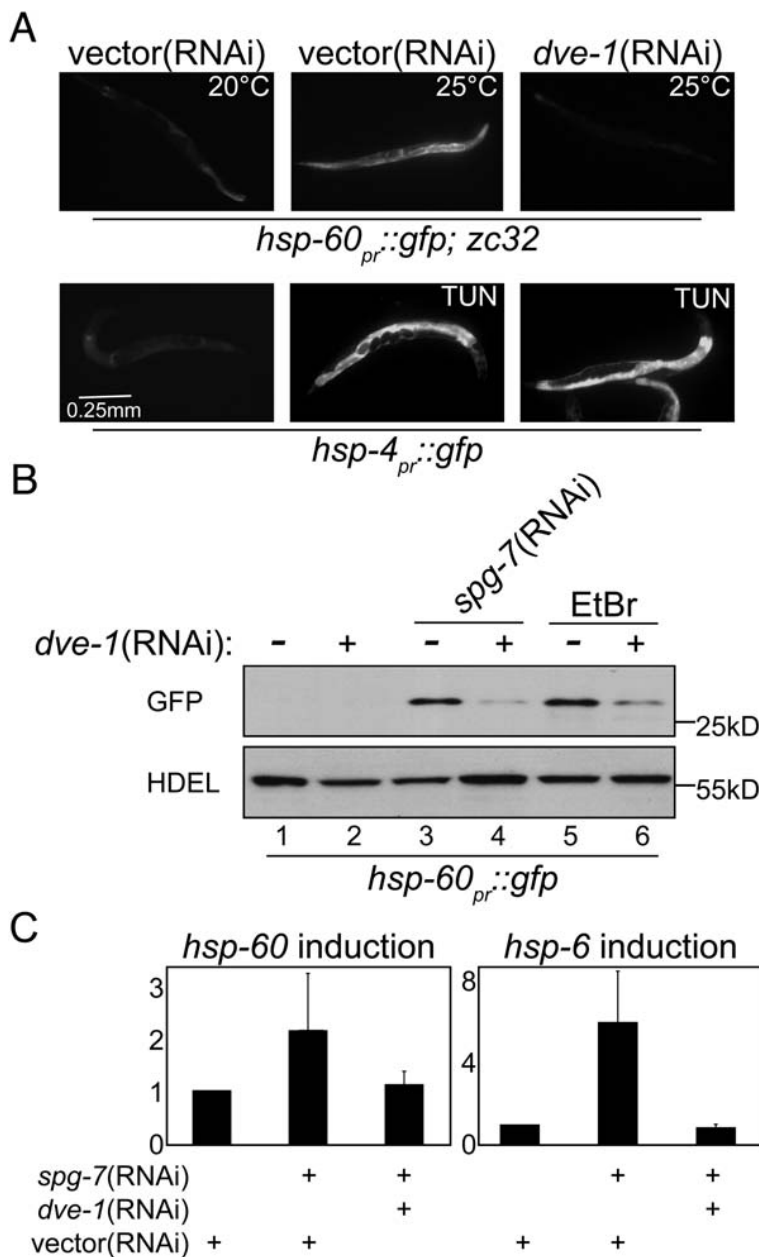 A
vector(RNAi) vector(RNAi) dve-1(RNAi)
20°C 25°C 25°C
hsp-60pr::gfp; zc32
TUN TUN
0.25mm
hsp-4pr::gfp
B
spg-7(RNAi)
EtBr
dve-1(RNAi): - + - + - +
GFP
25kD
HDEL
55kD
1 2 3 4 5 6
hsp-60pr::gfp
C
hsp-60 induction hsp-6 induction
3 8
2
4
1
0 0
spg-7(RNAi) + + + +
dve-1(RNAi) + +
vector(RNAi) + + + +